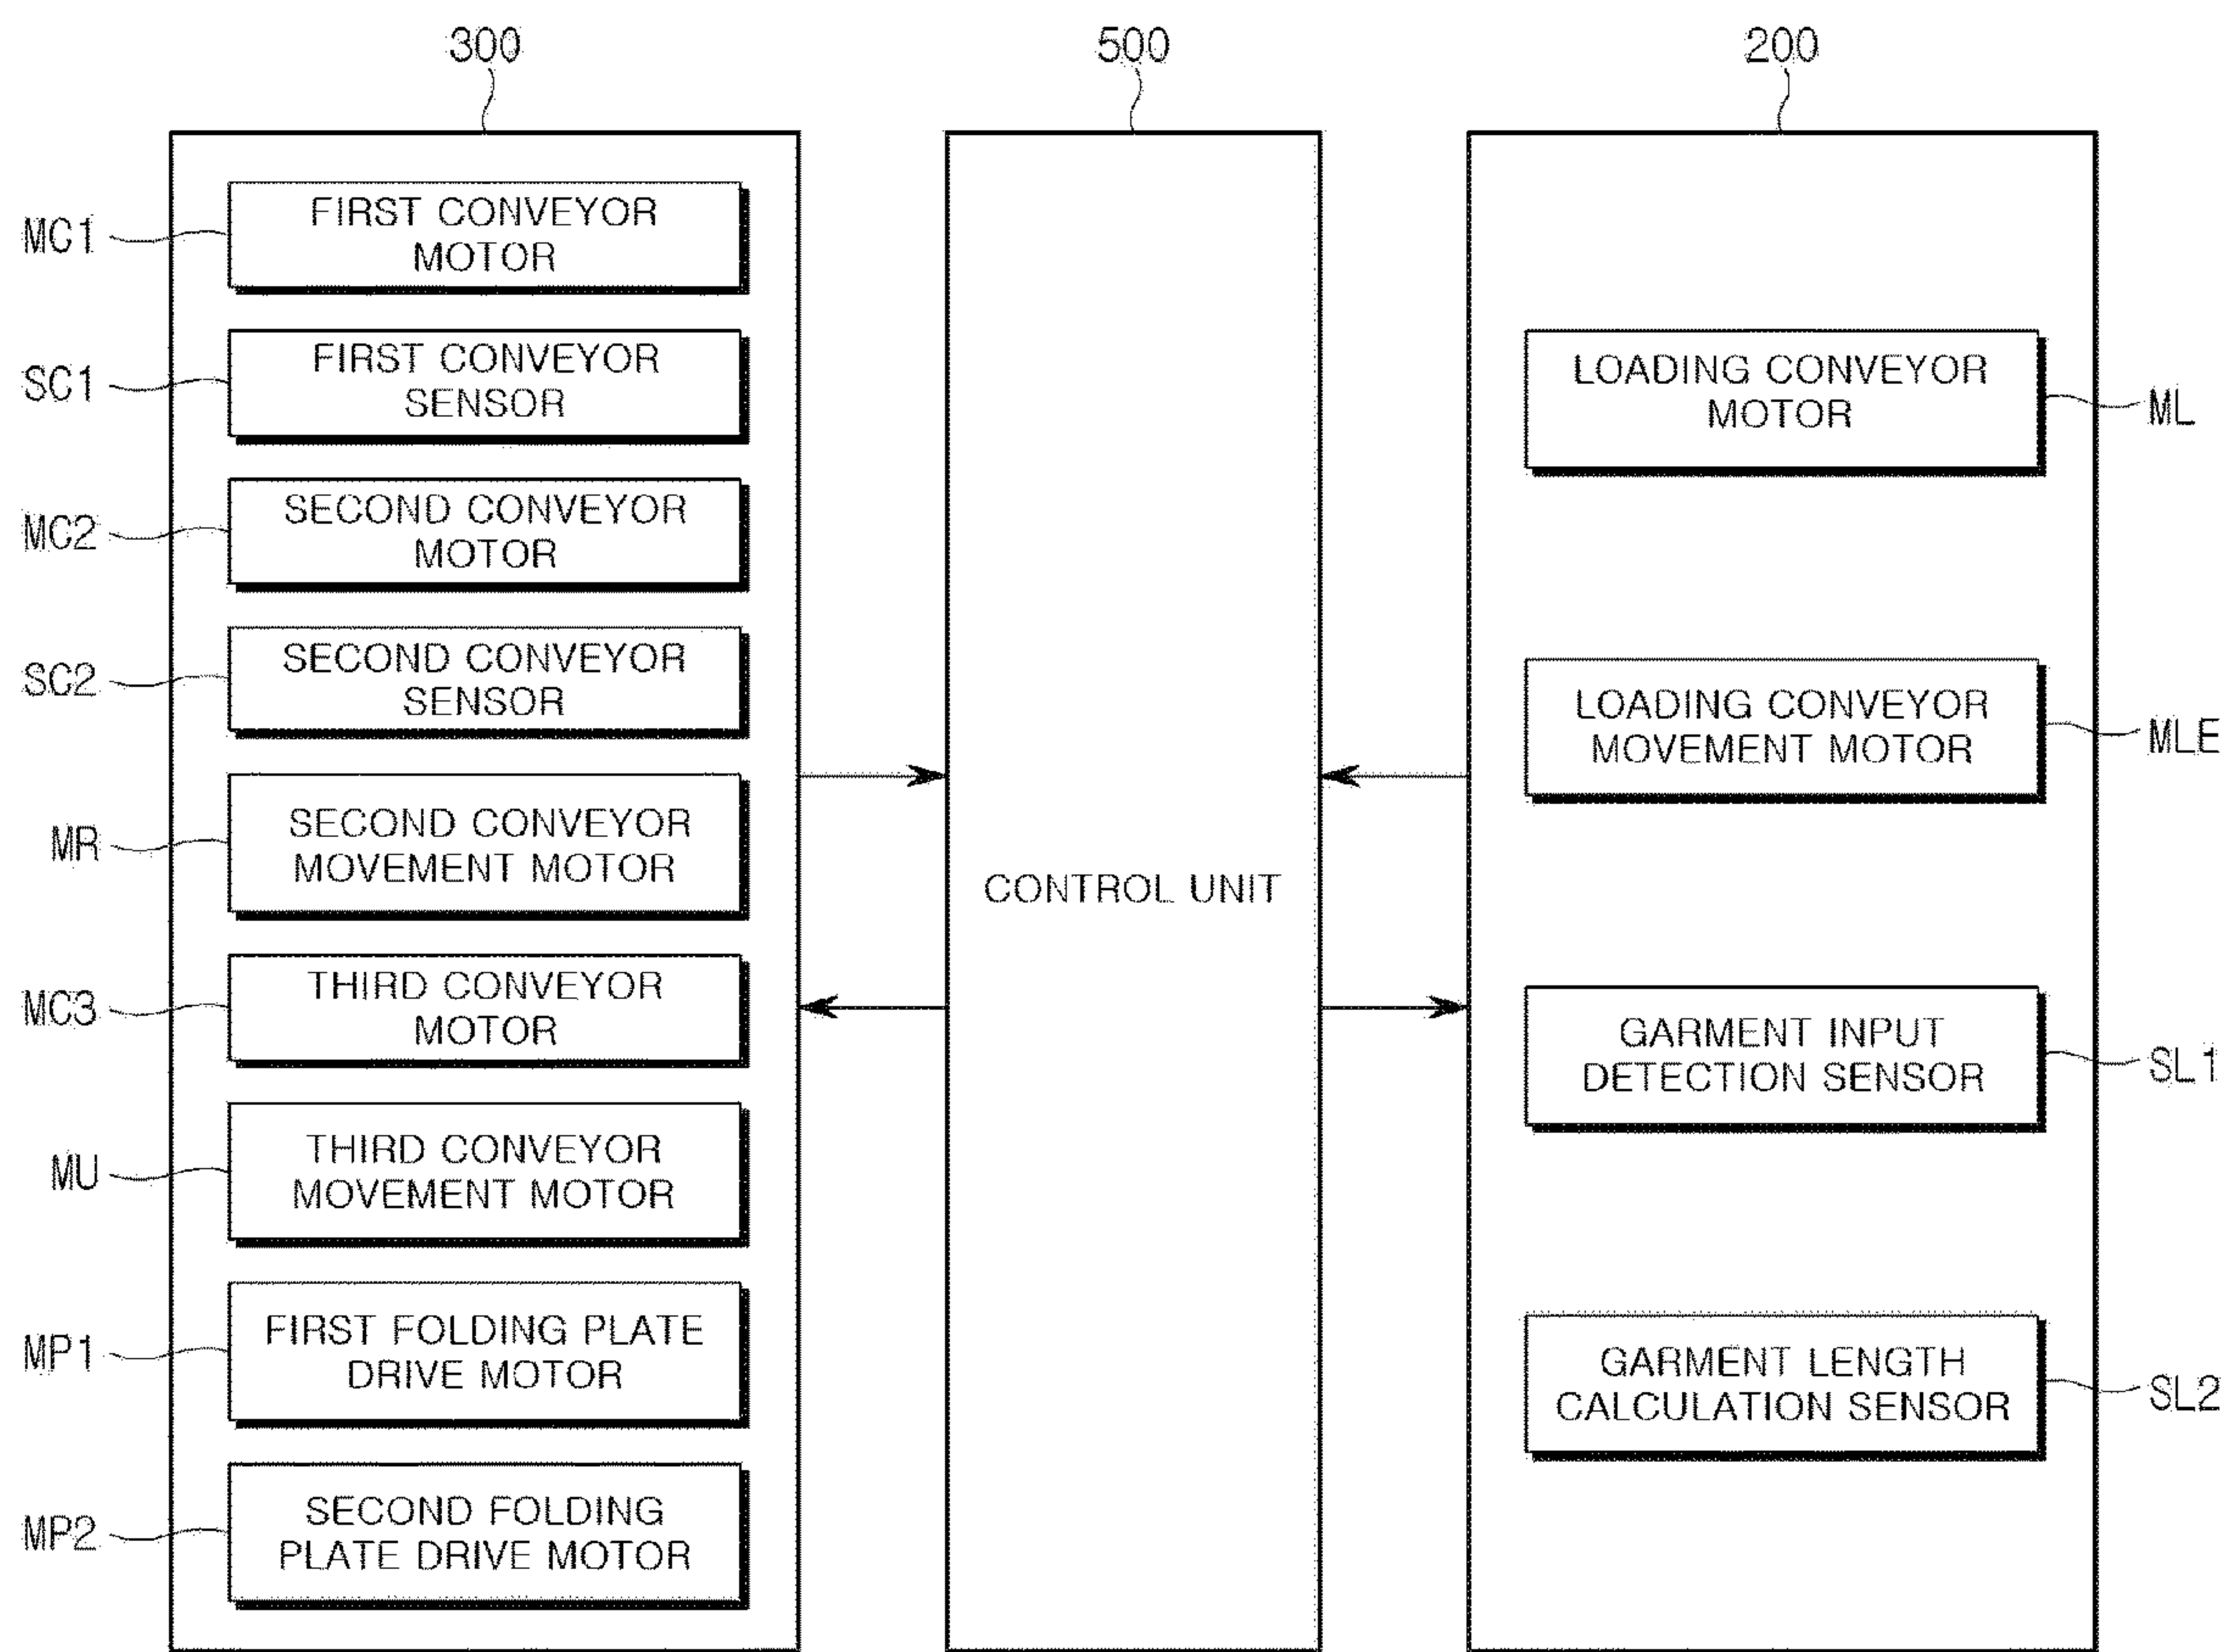 300
500
200
MC1
FIRST CONVEYOR
MOTOR
SC1
FIRST CONVEYOR
SENSOR
MC2
SECOND CONVEYOR
MOTOR
SC2
SECOND CONVEYOR
SENSOR
MR
SECOND CONVEYOR
MOVEMENT MOTOR
MC3
THIRD CONVEYOR
MOTOR
MU
THIRD CONVEYOR
MOVEMENT MOTOR
MP1
FIRST FOLDING PLATE
DRIVE MOTOR
MP2
SECOND FOLDING
PLATE DRIVE MOTOR
CONTROL UNIT
LOADING CONVEYOR
MOTOR
ML
LOADING CONVEYOR
MOVEMENT MOTOR
MLE
GARMENT INPUT
DETECTION SENSOR
SL1
GARMENT LENGTH
CALCULATION SENSOR
SL2